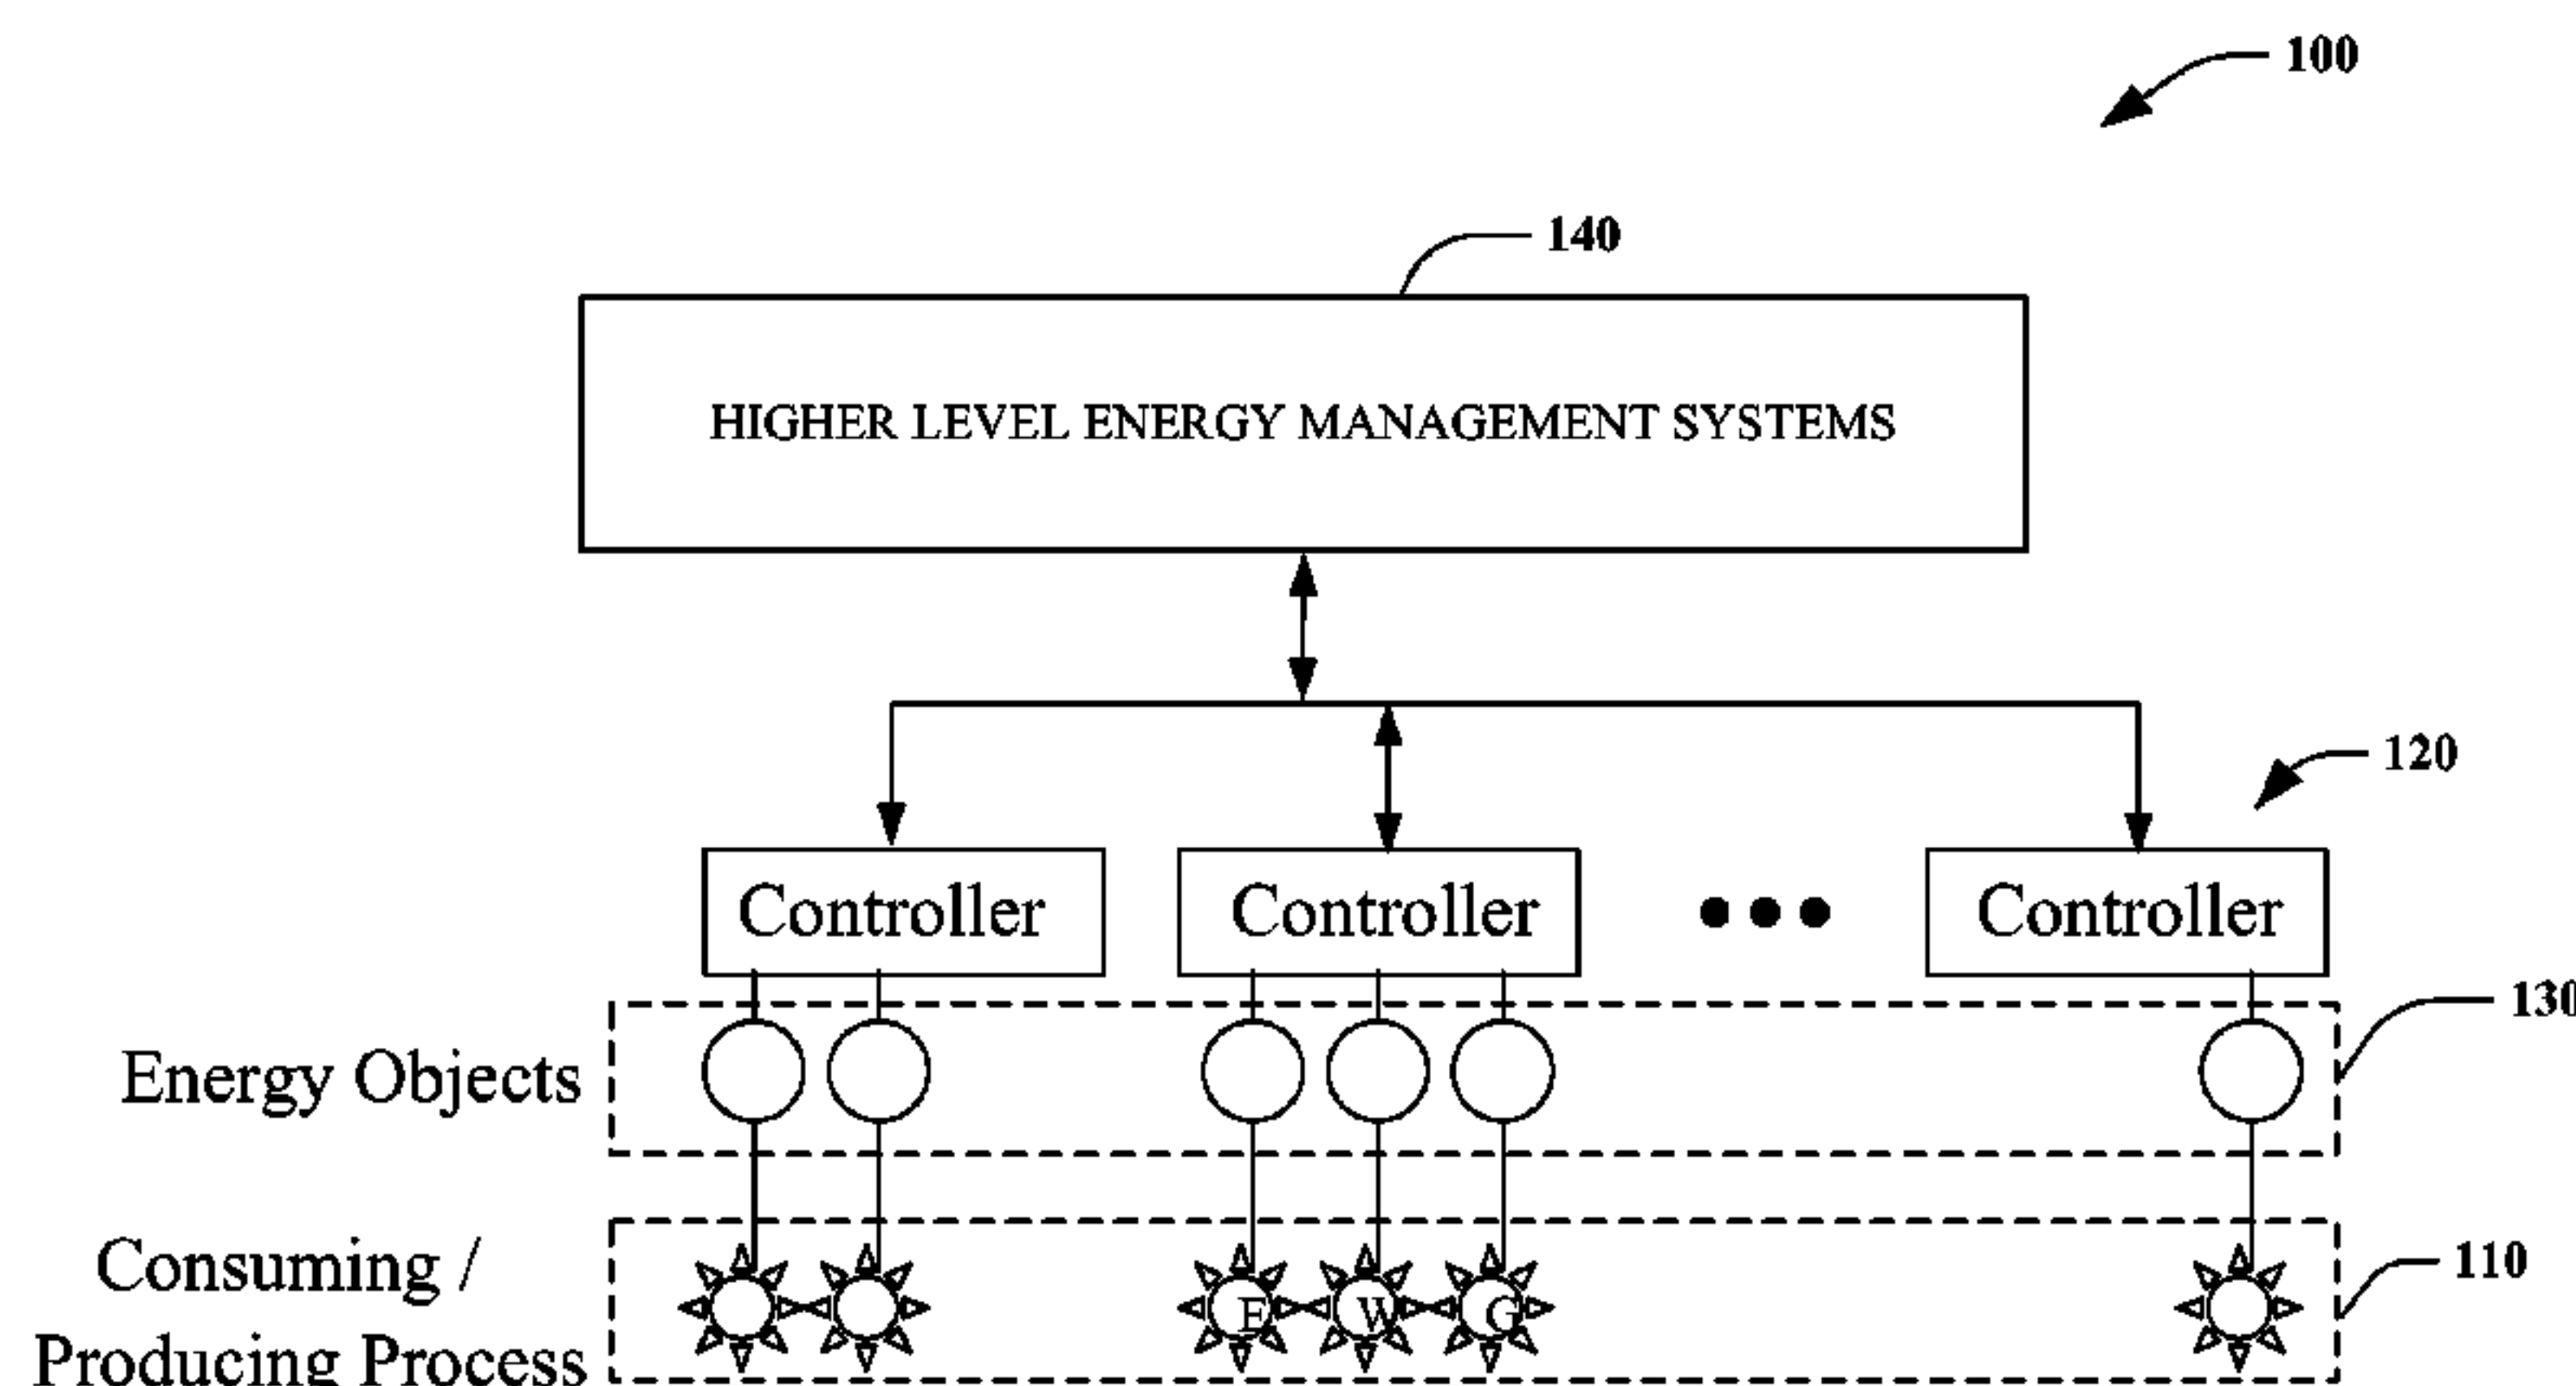 100
140
HIGHER LEVEL ENERGY MANAGEMENT SYSTEMS
120
Controller Controller Controller
130
Energy Objects
Consuming /
110
E W G
Producing Process